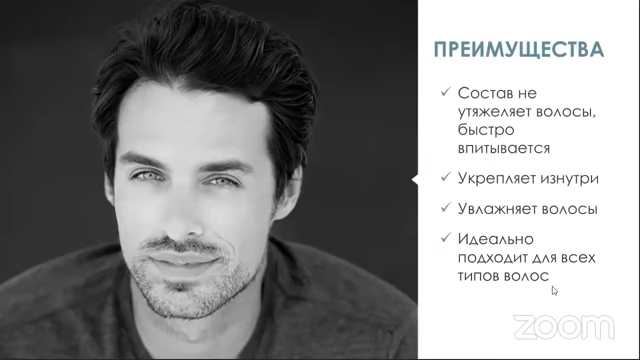 ПРЕИМУЩЕСТВА
Состав не
утяжеляет волосы,
быстро
впитывается
Укрепляет изнутри
Увлажняет волосы
Идеально
подходит для всех
типов волос
zoom